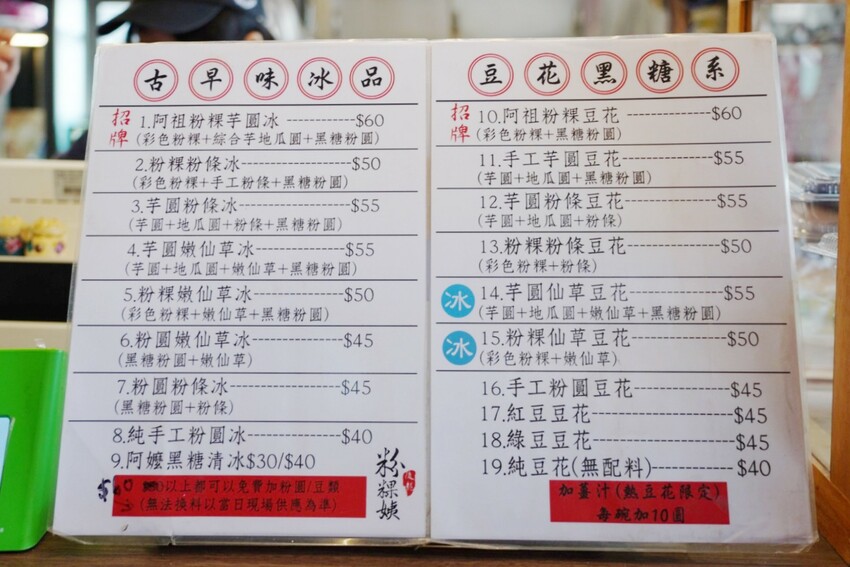 古早味冰品
招牌
1.阿祖粉粿芋圓冰 -------------$60
(彩色粉粿+綜合芋地瓜圓+黑糖粉圓)
2.粉粿粉條冰---------------------$50
(彩色粉粿+手工粉條+黑糖粉圓)
3.芋圓粉條冰---------------------$55
(芋圓+地瓜圓+粉條+黑糖粉圓)
4.芋圓嫩仙草冰-----------------$55
(芋圓+地瓜圓+嫩仙草+黑糖粉圓)
5.粉粿嫩仙草冰-----------------$50
(彩色粉粿+嫩仙草+黑糖粉圓)
6.粉圓嫩仙草冰-----------------$45
(黑糖粉圓+嫩仙草)
7.粉圓粉條冰---------------------$45
(黑糖粉圓+粉條)
8.純手工粉圓冰-----------------$40
9.阿嬤黑糖清冰$30/$40
以上都可以免費加粉圓/豆類
(無法換料以當日現場供應為準)
粉粿姨
豆花黑糖系
招牌
10.阿祖粉粿豆花----------------$60
(彩色粉粿+黑糖粉圓)
11.手工芋圓豆花----------------$55
(芋圓+地瓜圓+黑糖粉圓)
12.芋圓粉條豆花----------------$55
(芋圓+地瓜圓+粉條)
13.粉粿粉條豆花----------------$50
(彩色粉粿+粉條)
冰
14.芋圓仙草豆花----------------$55
(芋圓+地瓜圓+嫩仙草+黑糖粉圓)
冰
15.粉粿仙草豆花----------------$50
(彩色粉粿+嫩仙草)
16.手工粉圓豆花----------------$45
17.紅豆豆花-----------------------$45
18.綠豆豆花-----------------------$45
19.純豆花(無配料)-------------$40
加薑汁(熱豆花限定)
每碗加10圓